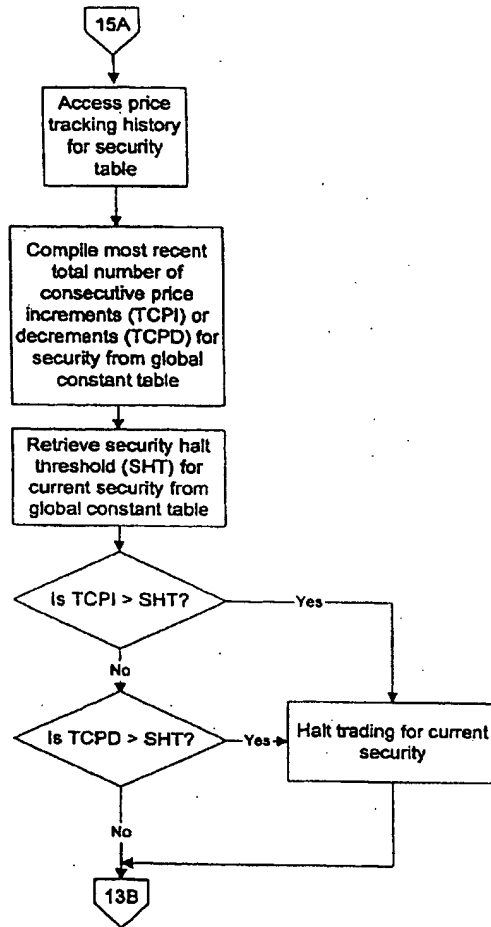 15A
Access price
tracking history
for security
table
Compile most recent
total number of
consecutive price
increments (TCPI) or
decrements (TCPD) for
security from global
constant table
Retrieve security halt
threshold (SHT) for
current security from
global constant table
Is TCPI > SHT?
Yes
No
Is TCPD > SHT?
Yes
Halt trading for current
security
No
13B